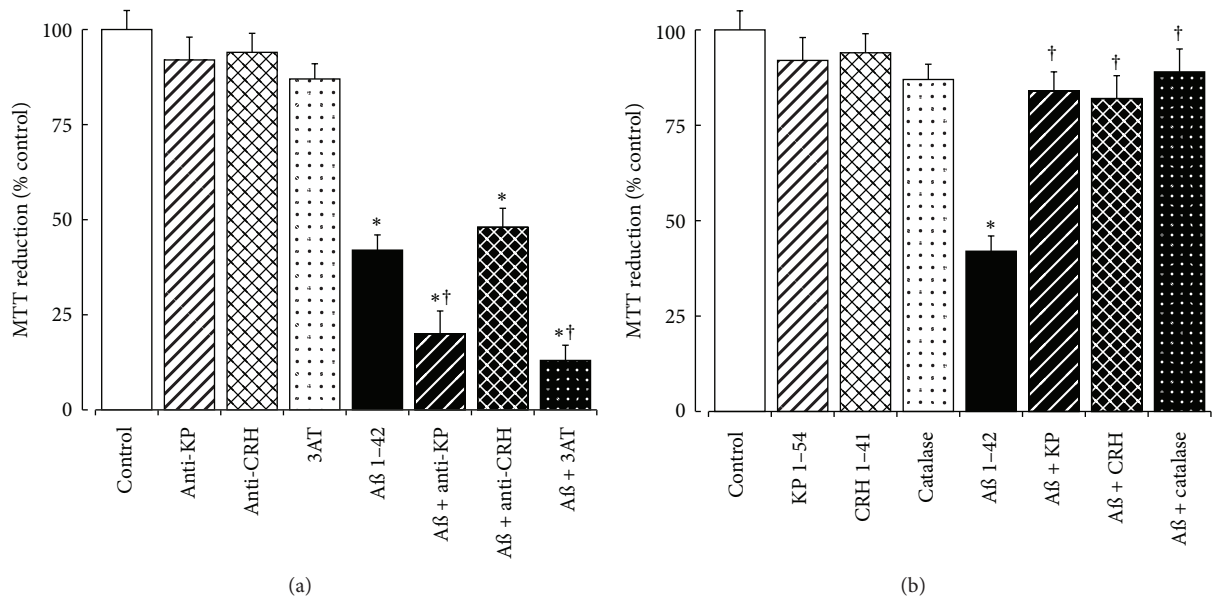 MTT reduction (% control)
100
75
50
25
0
*
*†
*
*†
Control
Anti-KP
Anti-CRH
3AT
Aß 1–42
Aß + anti-KP
Aß + anti-CRH
Aß + 3AT
(a)
MTT reduction (% control)
100
75
50
25
0
*
†
†
†
Control
KP 1–54
CRH 1–41
Catalase
Aß 1–42
Aß + KP
Aß + CRH
Aß + catalase
(b)